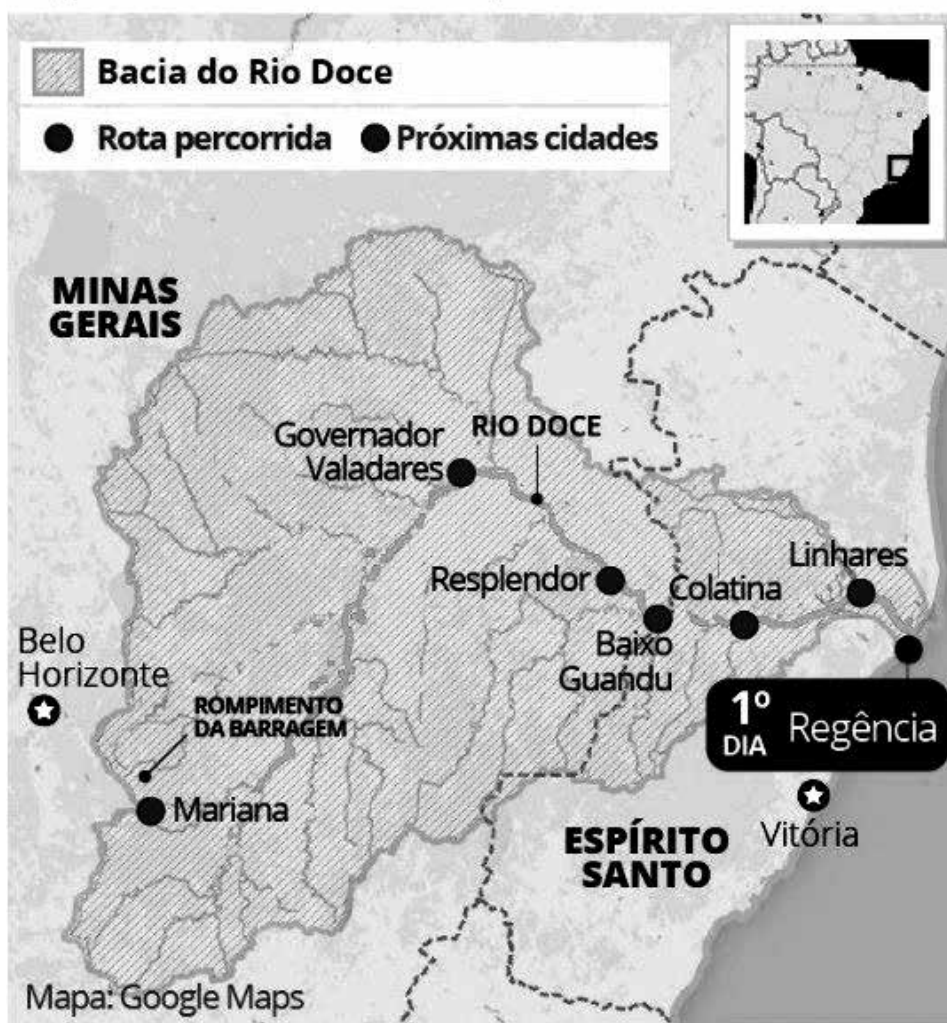 Bacia do Rio Doce
Rota percorrida
Próximas cidades
MINAS
GERAIS
Governador
Valadares
RIO DOCE
Resplendor
Baixo
Guandu
Colatina
Linhares
Belo
Horizonte
ROMPIMENTO
DA BARRAGEM
Mariana
1º
DIA
Regência
Vitória
ESPÍRITO
SANTO
Mapa: Google Maps